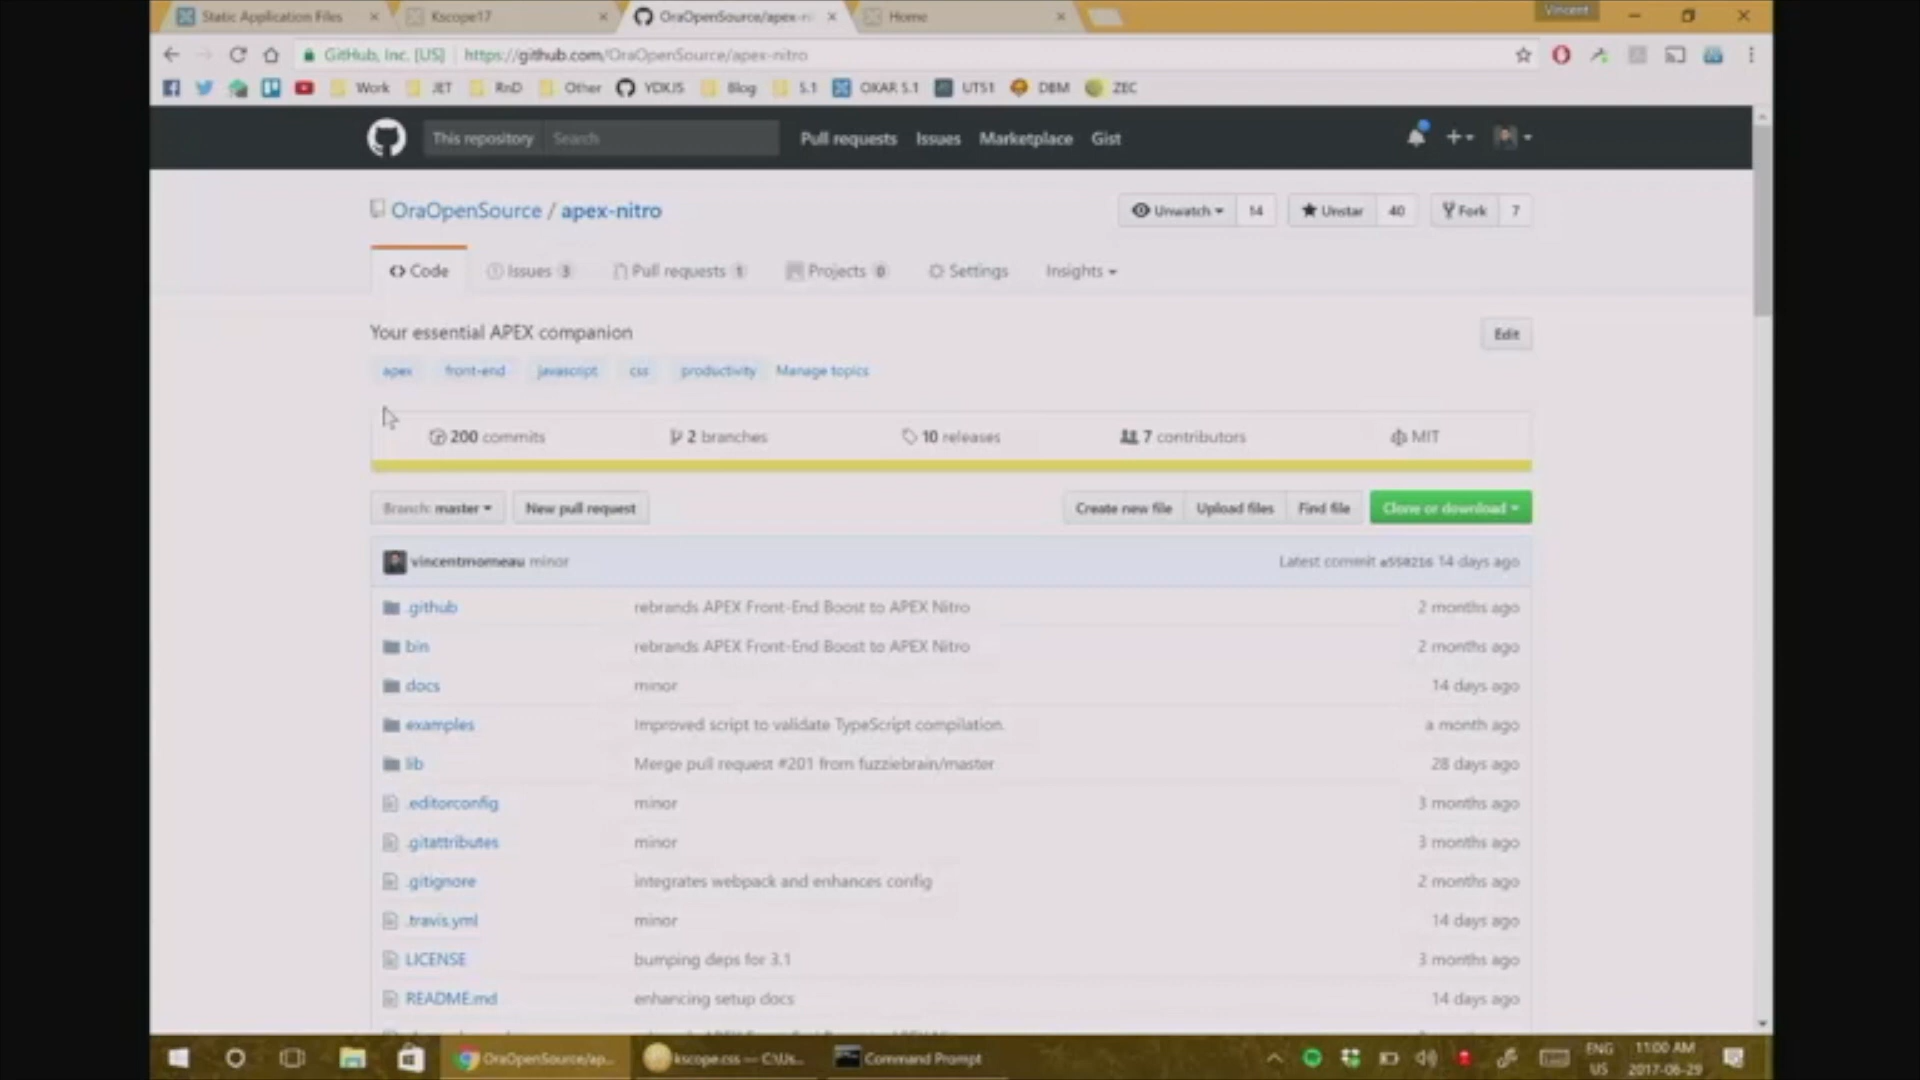 Static Application Files
Kscope17
OraOpenSource/apex-ni
Home
Vincent
GitHub, Inc. [US] https://github.com/OraOpenSource/apex-nitro
Work JET RnD Other YDKJS Blog 5.1 OKAR 5.1 UT51 DBM ZEC
This repository Search Pull requests Issues Marketplace Gist
OraOpenSource / apex-nitro Unwatch 14 Unstar 40 Fork 7
Code Issues 3 Pull requests 1 Projects 0 Settings Insights
Your essential APEX companion Edit
apex front-end javascript css productivity Manage topics
200 commits 2 branches 10 releases 7 contributors MIT
Branch: master New pull request Create new file Upload files Find file Clone or download
vincentmorneau minor Latest commit a550216 14 days ago
.github rebrands APEX Front-End Boost to APEX Nitro 2 months ago
bin rebrands APEX Front-End Boost to APEX Nitro 2 months ago
docs minor 14 days ago
examples Improved script to validate TypeScript compilation. a month ago
lib Merge pull request #201 from fuzziebrain/master 28 days ago
.editorconfig minor 3 months ago
.gitattributes minor 3 months ago
.gitignore integrates webpack and enhances config 2 months ago
.travis.yml minor 14 days ago
LICENSE bumping deps for 3.1 3 months ago
README.md enhancing setup docs 14 days ago
OraOpenSource/ap... kscope.css — C:\Us... Command Prompt ENG 11:00 AM
US 2017-06-29